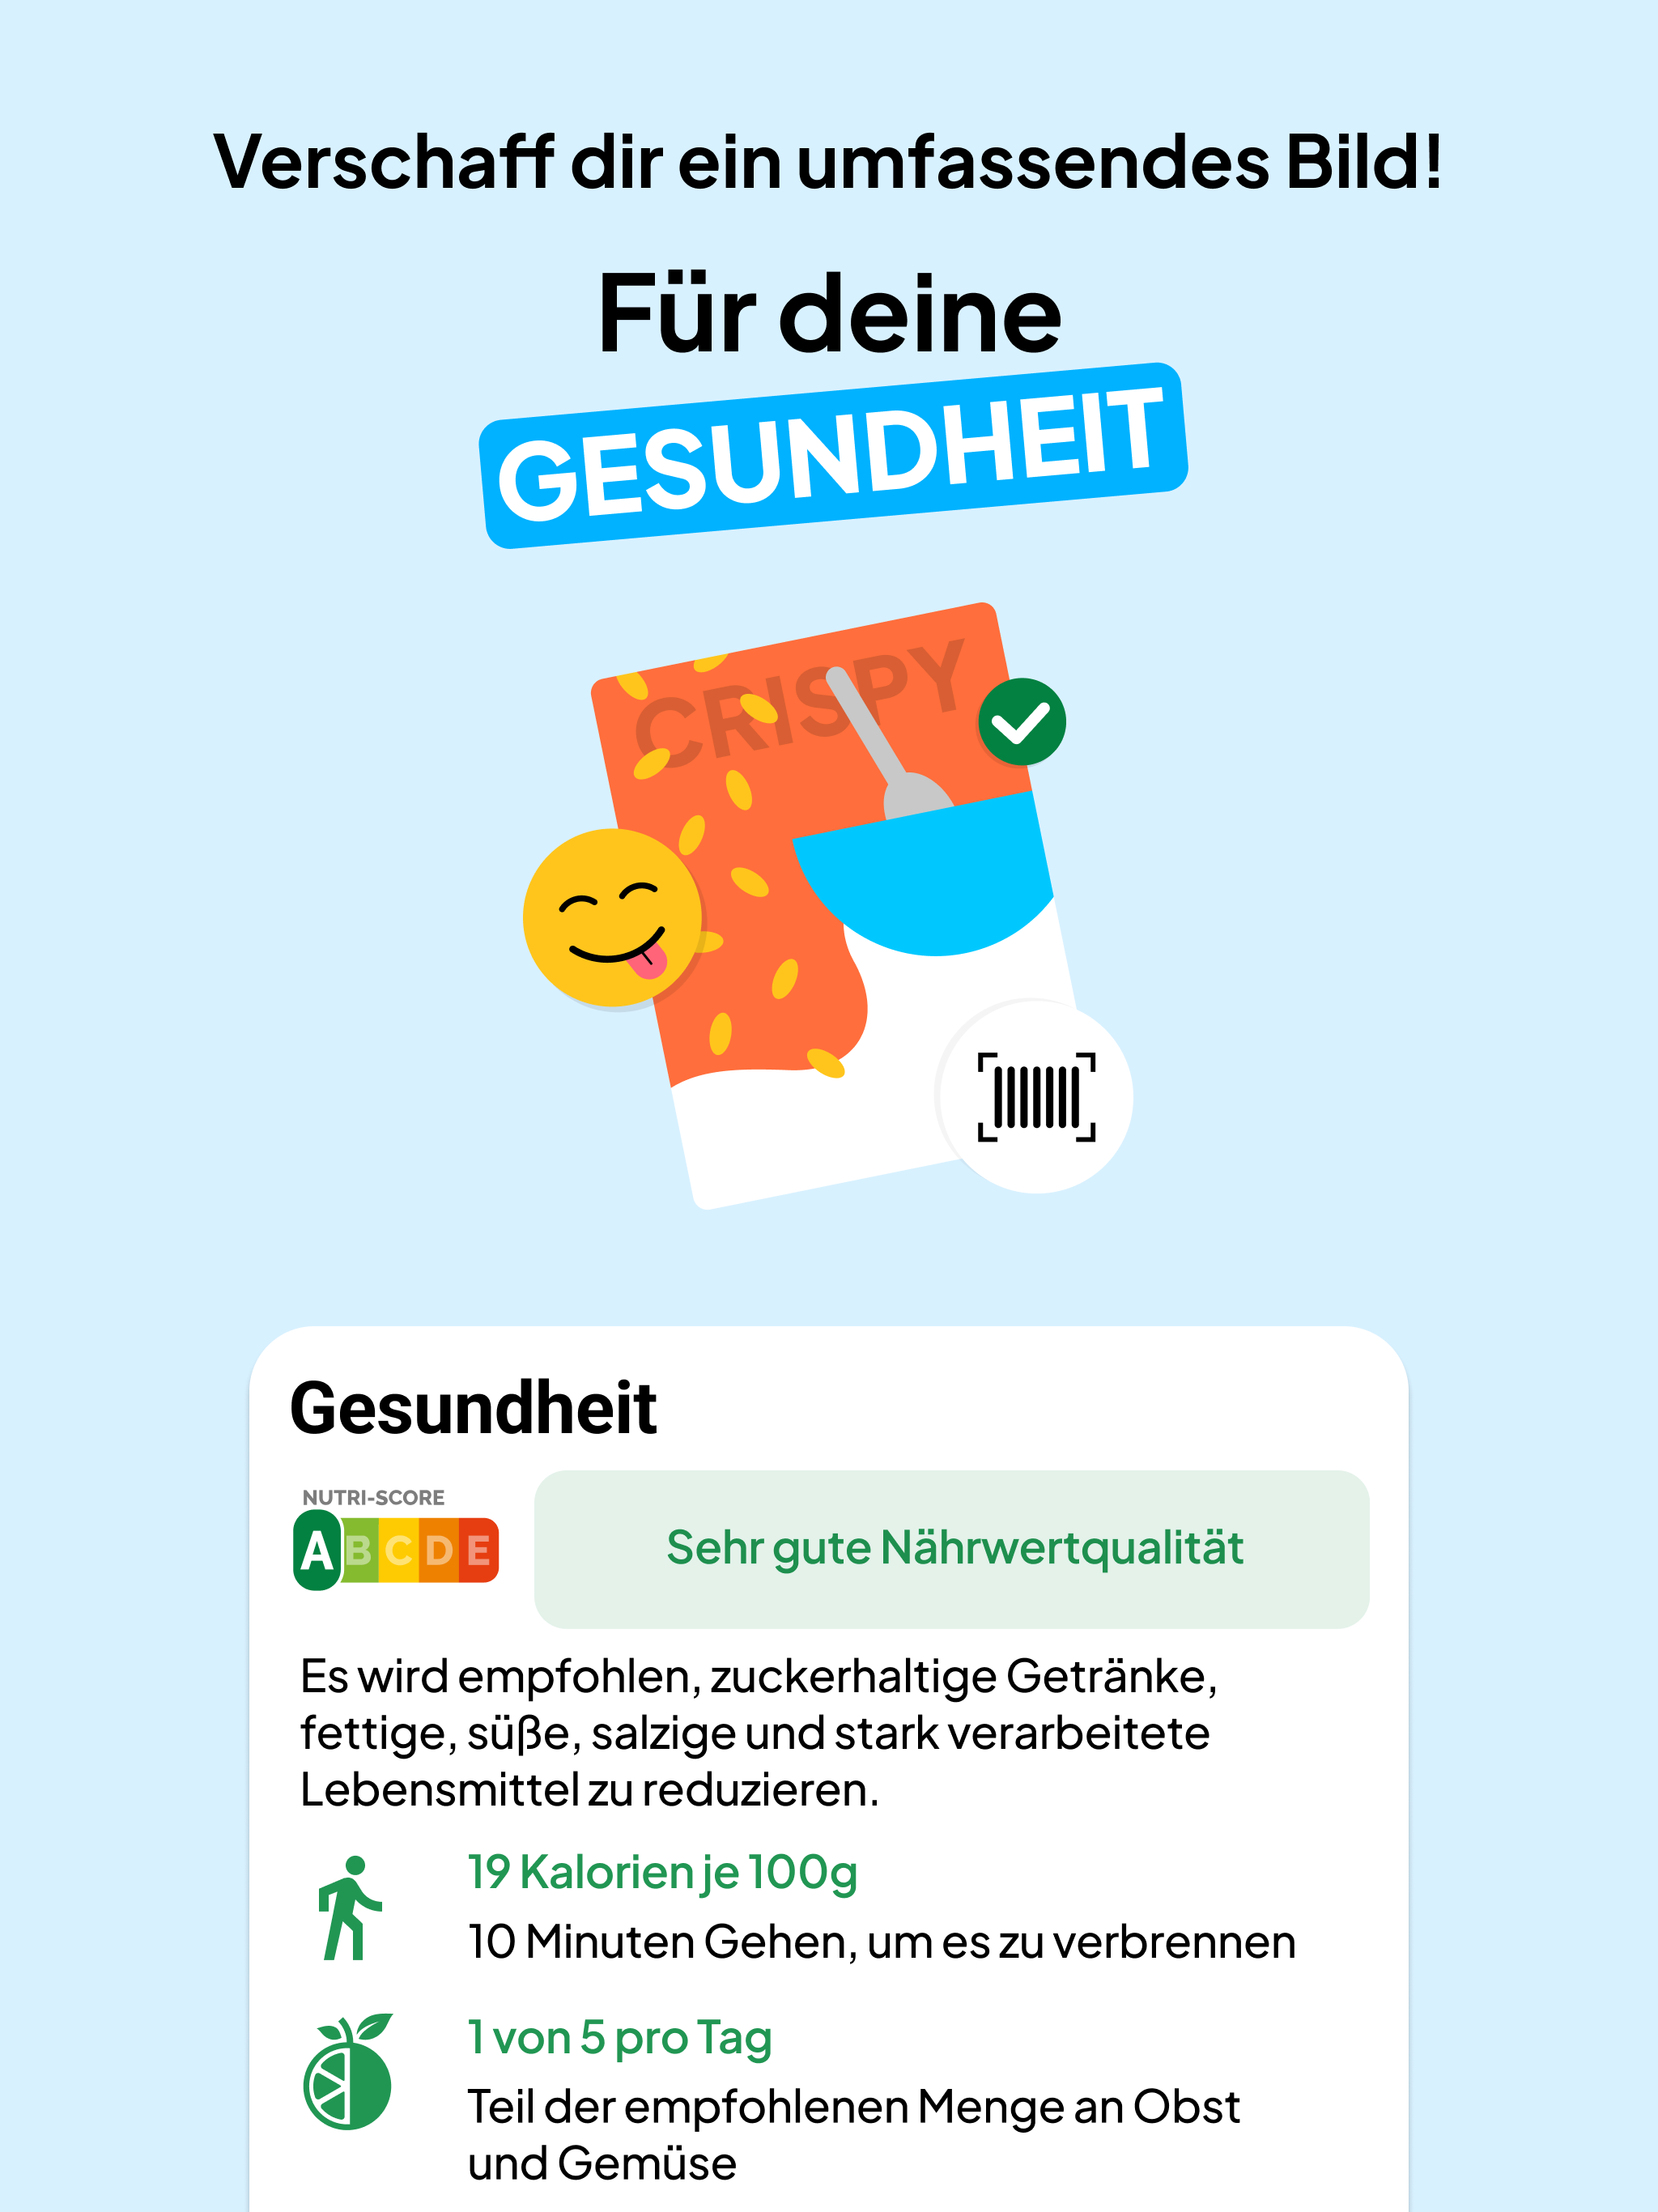 Verschaff dir ein umfassendes Bild!
Für deine
GESUNDHEIT
CRISPY
Gesundheit
NUTRI-SCORE
A B C D E
Sehr gute Nährwertqualität
Es wird empfohlen, zuckerhaltige Getränke,
fettige, süße, salzige und stark verarbeitete
Lebensmittel zu reduzieren.
19 Kalorien je 100g
10 Minuten Gehen, um es zu verbrennen
1 von 5 pro Tag
Teil der empfohlenen Menge an Obst
und Gemüse